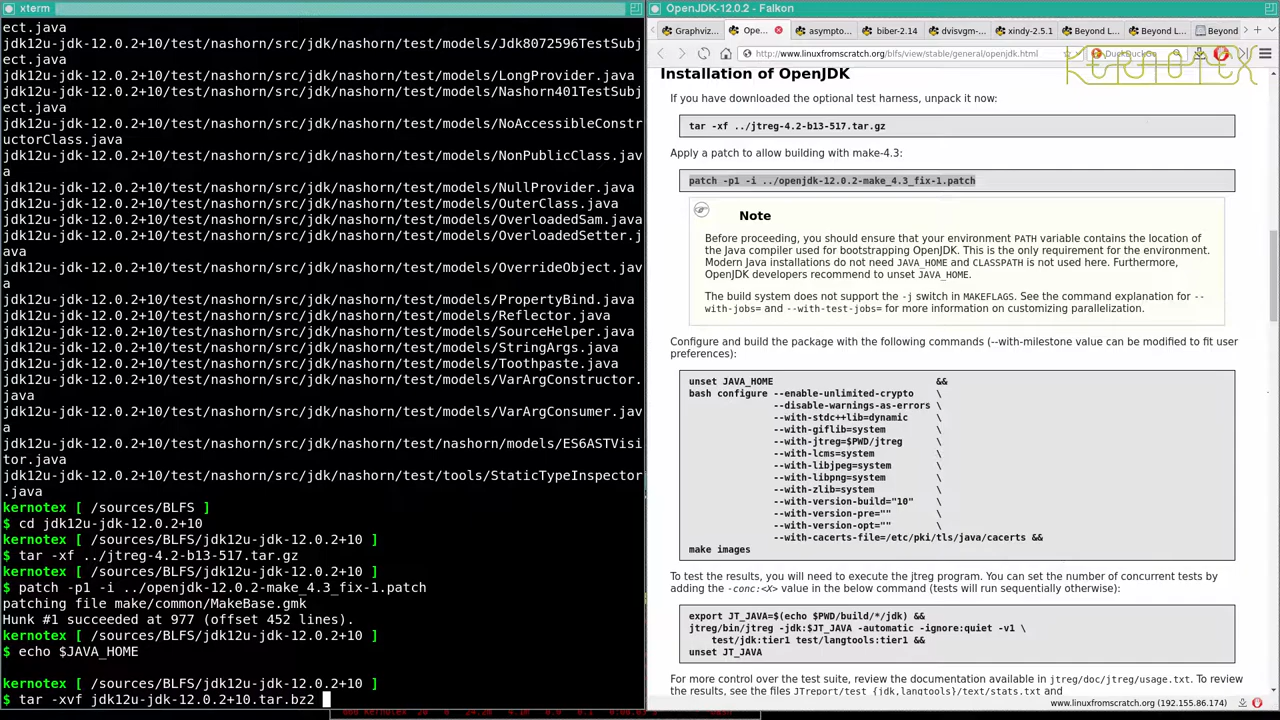 xterm
ect.java
jdk12u-jdk-12.0.2+10/test/nashorn/src/jdk/nashorn/test/models/Jdk8072596TestSubj
ect.java
jdk12u-jdk-12.0.2+10/test/nashorn/src/jdk/nashorn/test/models/LongProvider.java
jdk12u-jdk-12.0.2+10/test/nashorn/src/jdk/nashorn/test/models/Nashorn401TestSubj
ect.java
jdk12u-jdk-12.0.2+10/test/nashorn/src/jdk/nashorn/test/models/NoAccessibleConstr
uctorClass.java
jdk12u-jdk-12.0.2+10/test/nashorn/src/jdk/nashorn/test/models/NonPublicClass.jav
a
jdk12u-jdk-12.0.2+10/test/nashorn/src/jdk/nashorn/test/models/NullProvider.java
jdk12u-jdk-12.0.2+10/test/nashorn/src/jdk/nashorn/test/models/OuterClass.java
jdk12u-jdk-12.0.2+10/test/nashorn/src/jdk/nashorn/test/models/OverloadedSam.java
jdk12u-jdk-12.0.2+10/test/nashorn/src/jdk/nashorn/test/models/OverloadedSetter.j
ava
jdk12u-jdk-12.0.2+10/test/nashorn/src/jdk/nashorn/test/models/OverrideObject.jav
a
jdk12u-jdk-12.0.2+10/test/nashorn/src/jdk/nashorn/test/models/PropertyBind.java
jdk12u-jdk-12.0.2+10/test/nashorn/src/jdk/nashorn/test/models/Reflector.java
jdk12u-jdk-12.0.2+10/test/nashorn/src/jdk/nashorn/test/models/SourceHelper.java
jdk12u-jdk-12.0.2+10/test/nashorn/src/jdk/nashorn/test/models/StringArgs.java
jdk12u-jdk-12.0.2+10/test/nashorn/src/jdk/nashorn/test/models/Toothpaste.java
jdk12u-jdk-12.0.2+10/test/nashorn/src/jdk/nashorn/test/models/VarArgConstructor.
java
jdk12u-jdk-12.0.2+10/test/nashorn/src/jdk/nashorn/test/models/VarArgConsumer.jav
a
jdk12u-jdk-12.0.2+10/test/nashorn/src/jdk/nashorn/test/nashorn/models/ES6ASTVisi
tor.java
jdk12u-jdk-12.0.2+10/test/nashorn/src/jdk/nashorn/test/tools/StaticTypeInspector
.java
kernotex [ /sources/BLFS ]
$ cd jdk12u-jdk-12.0.2+10
kernotex [ /sources/BLFS/jdk12u-jdk-12.0.2+10 ]
$ tar -xf ../jtreg-4.2-b13-517.tar.gz
kernotex [ /sources/BLFS/jdk12u-jdk-12.0.2+10 ]
$ patch -p1 -i ../openjdk-12.0.2-make_4.3_fix-1.patch
patching file make/common/MakeBase.gmk
Hunk #1 succeeded at 977 (offset 452 lines).
kernotex [ /sources/BLFS/jdk12u-jdk-12.0.2+10 ]
$ echo $JAVA_HOME
kernotex [ /sources/BLFS/jdk12u-jdk-12.0.2+10 ]
$ tar -xvf jdk12u-jdk-12.0.2+10.tar.bz2
OpenJDK-12.0.2 - Falkon
Graphviz... Ope... asympto... biber-2.14 dvisvgm-... xindy-2.5.1 Beyond L... Beyond L... Beyond
http://www.linuxfromscratch.org/blfs/view/stable/general/openjdk.html DuckDuckGo
KERNOTEX
Installation of OpenJDK
If you have downloaded the optional test harness, unpack it now:
tar -xf ../jtreg-4.2-b13-517.tar.gz
Apply a patch to allow building with make-4.3:
patch -p1 -i ../openjdk-12.0.2-make_4.3_fix-1.patch
Note
Before proceeding, you should ensure that your environment PATH variable contains the location of
the Java compiler used for bootstrapping OpenJDK. This is the only requirement for the environment.
Modern Java installations do not need JAVA_HOME and CLASSPATH is not used here. Furthermore,
OpenJDK developers recommend to unset JAVA_HOME.
The build system does not support the -j switch in MAKEFLAGS. See the command explanation for --
with-jobs= and --with-test-jobs= for more information on customizing parallelization.
Configure and build the package with the following commands (--with-milestone value can be modified to fit user
preferences):
unset JAVA_HOME &&
bash configure --enable-unlimited-crypto \
--disable-warnings-as-errors \
--with-stdc++lib=dynamic \
--with-giflib=system \
--with-jtreg=$PWD/jtreg \
--with-lcms=system \
--with-libjpeg=system \
--with-libpng=system \
--with-zlib=system \
--with-version-build="10" \
--with-version-pre="" \
--with-version-opt="" \
--with-cacerts-file=/etc/pki/tls/java/cacerts &&
make images
To test the results, you will need to execute the jtreg program. You can set the number of concurrent tests by
adding the -conc:<X> value in the below command (tests will run sequentially otherwise):
export JT_JAVA=$(echo $PWD/build/*/jdk) &&
jtreg/bin/jtreg -jdk:$JT_JAVA -automatic -ignore:quiet -v1 \
test/jdk:tier1 test/langtools:tier1 &&
unset JT_JAVA
For more control over the test suite, review the documentation available in jtreg/doc/jtreg/usage.txt. To review
the results, see the files JTreport/test_{jdk,langtools}/text/stats.txt and
www.linuxfromscratch.org (192.155.86.174)